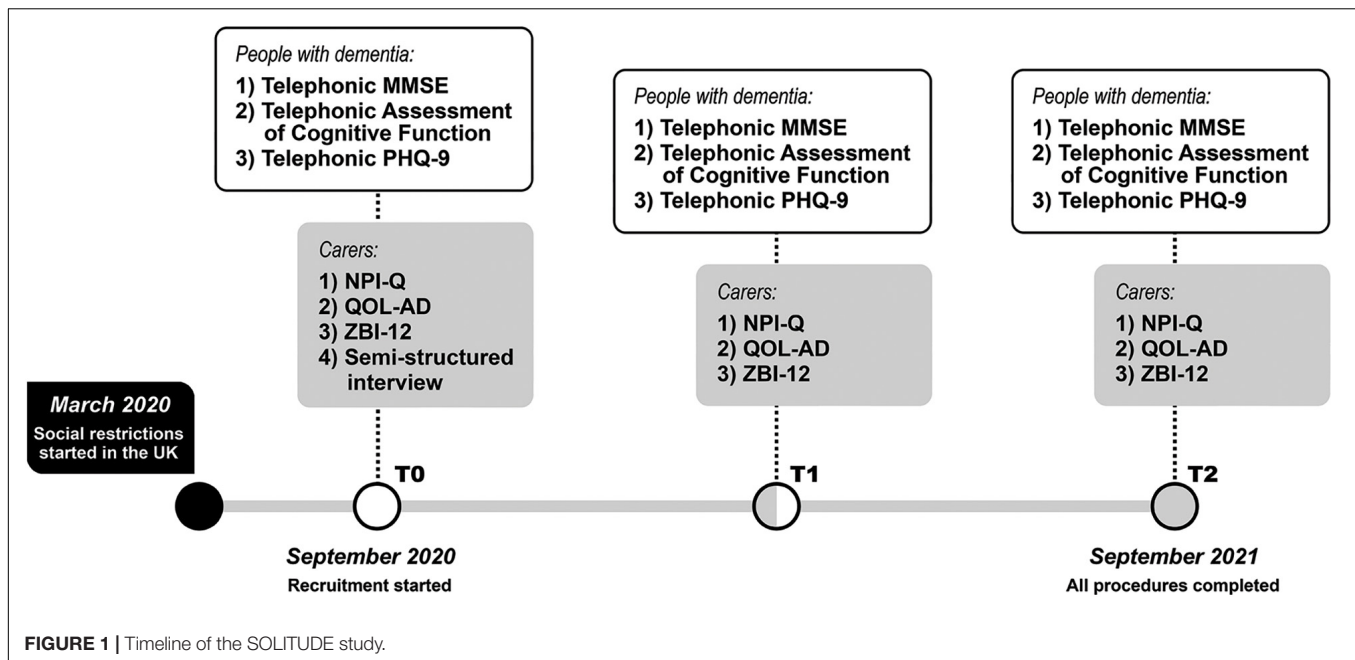 People with dementia:
1) Telephonic MMSE
2) Telephonic Assessment
of Cognitive Function
3) Telephonic PHQ-9
People with dementia:
1) Telephonic MMSE
2) Telephonic Assessment
of Cognitive Function
3) Telephonic PHQ-9
People with dementia:
1) Telephonic MMSE
2) Telephonic Assessment
of Cognitive Function
3) Telephonic PHQ-9
Carers:
1) NPI-Q
2) QOL-AD
3) ZBI-12
4) Semi-structured
interview
Carers:
1) NPI-Q
2) QOL-AD
3) ZBI-12
Carers:
1) NPI-Q
2) QOL-AD
3) ZBI-12
March 2020
Social restrictions
started in the UK
T0
T1
T2
September 2020
Recruitment started
September 2021
All procedures completed
FIGURE 1 | Timeline of the SOLITUDE study.